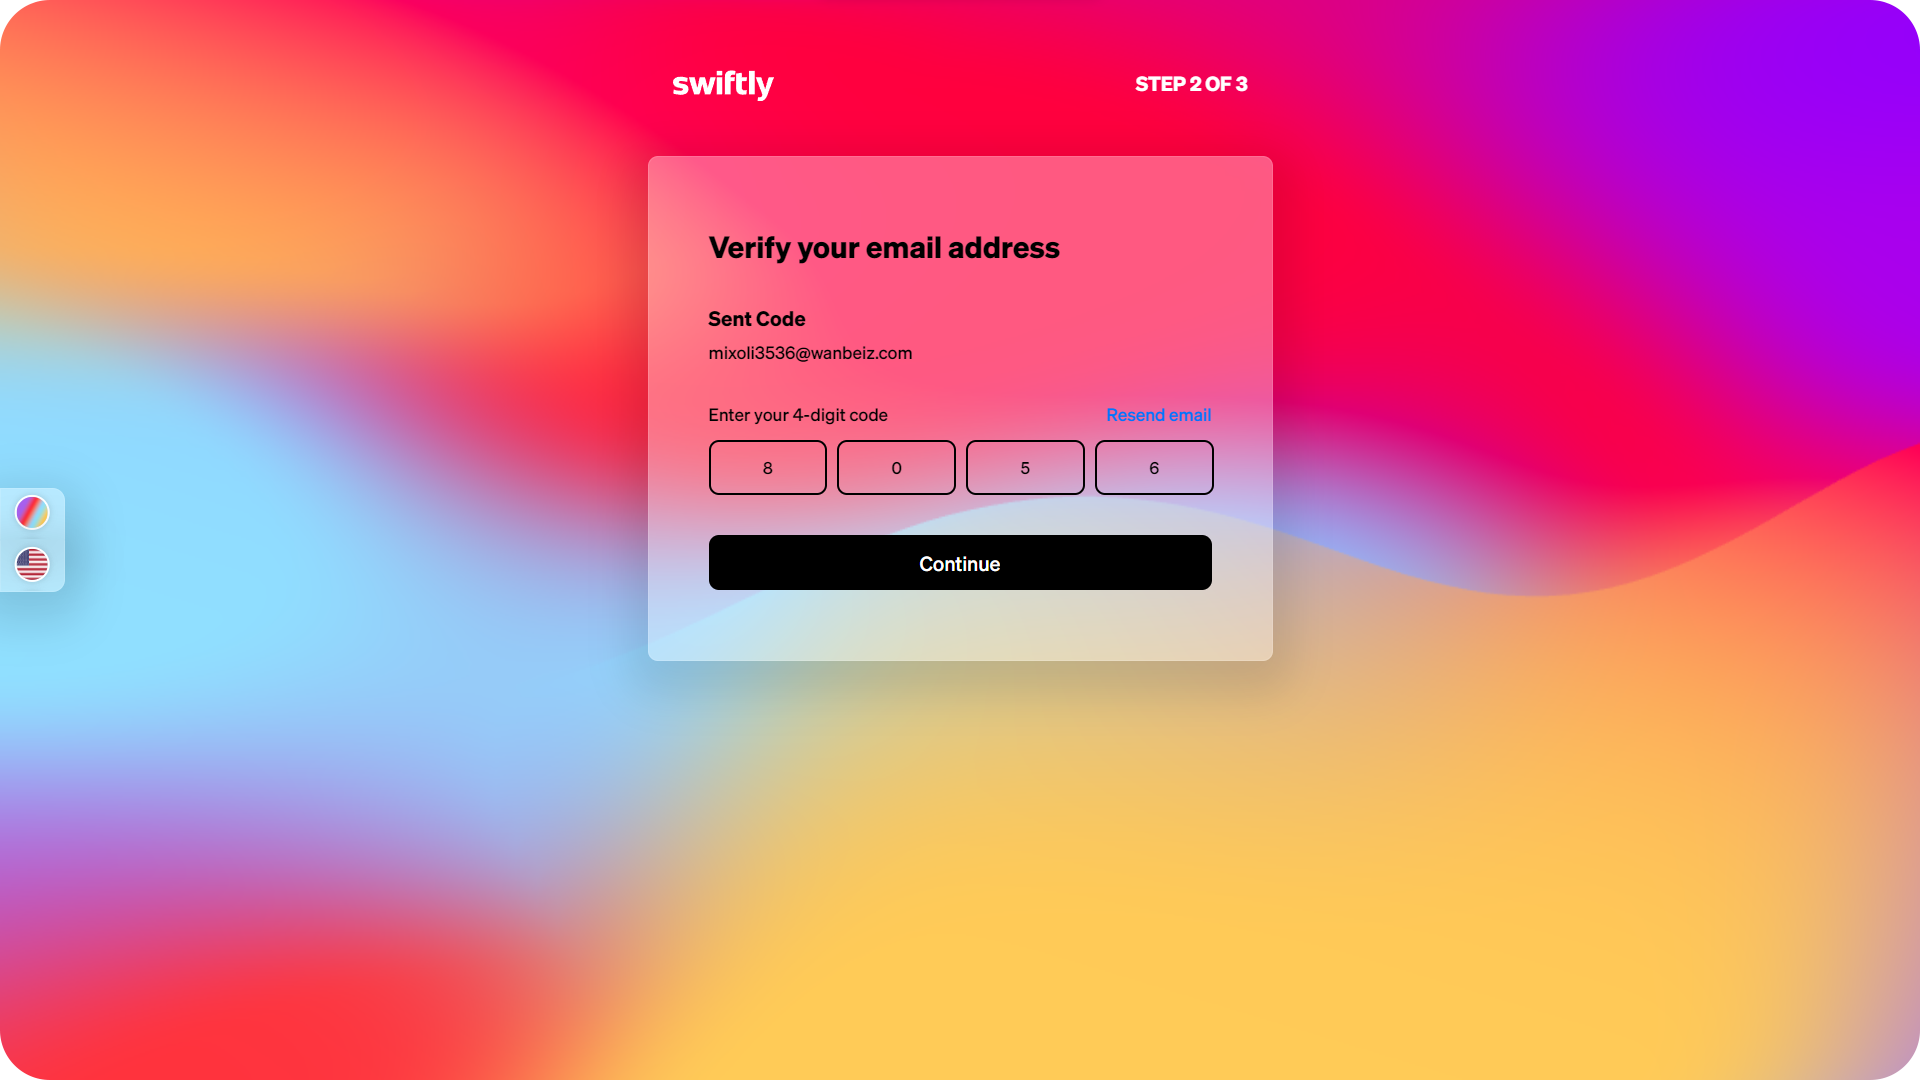 swiftly
STEP 2 OF 3
Verify your email address
Sent Code
mixoli3536@wanbeiz.com
Enter your 4-digit code
Resend email
8 0 5 6
Continue